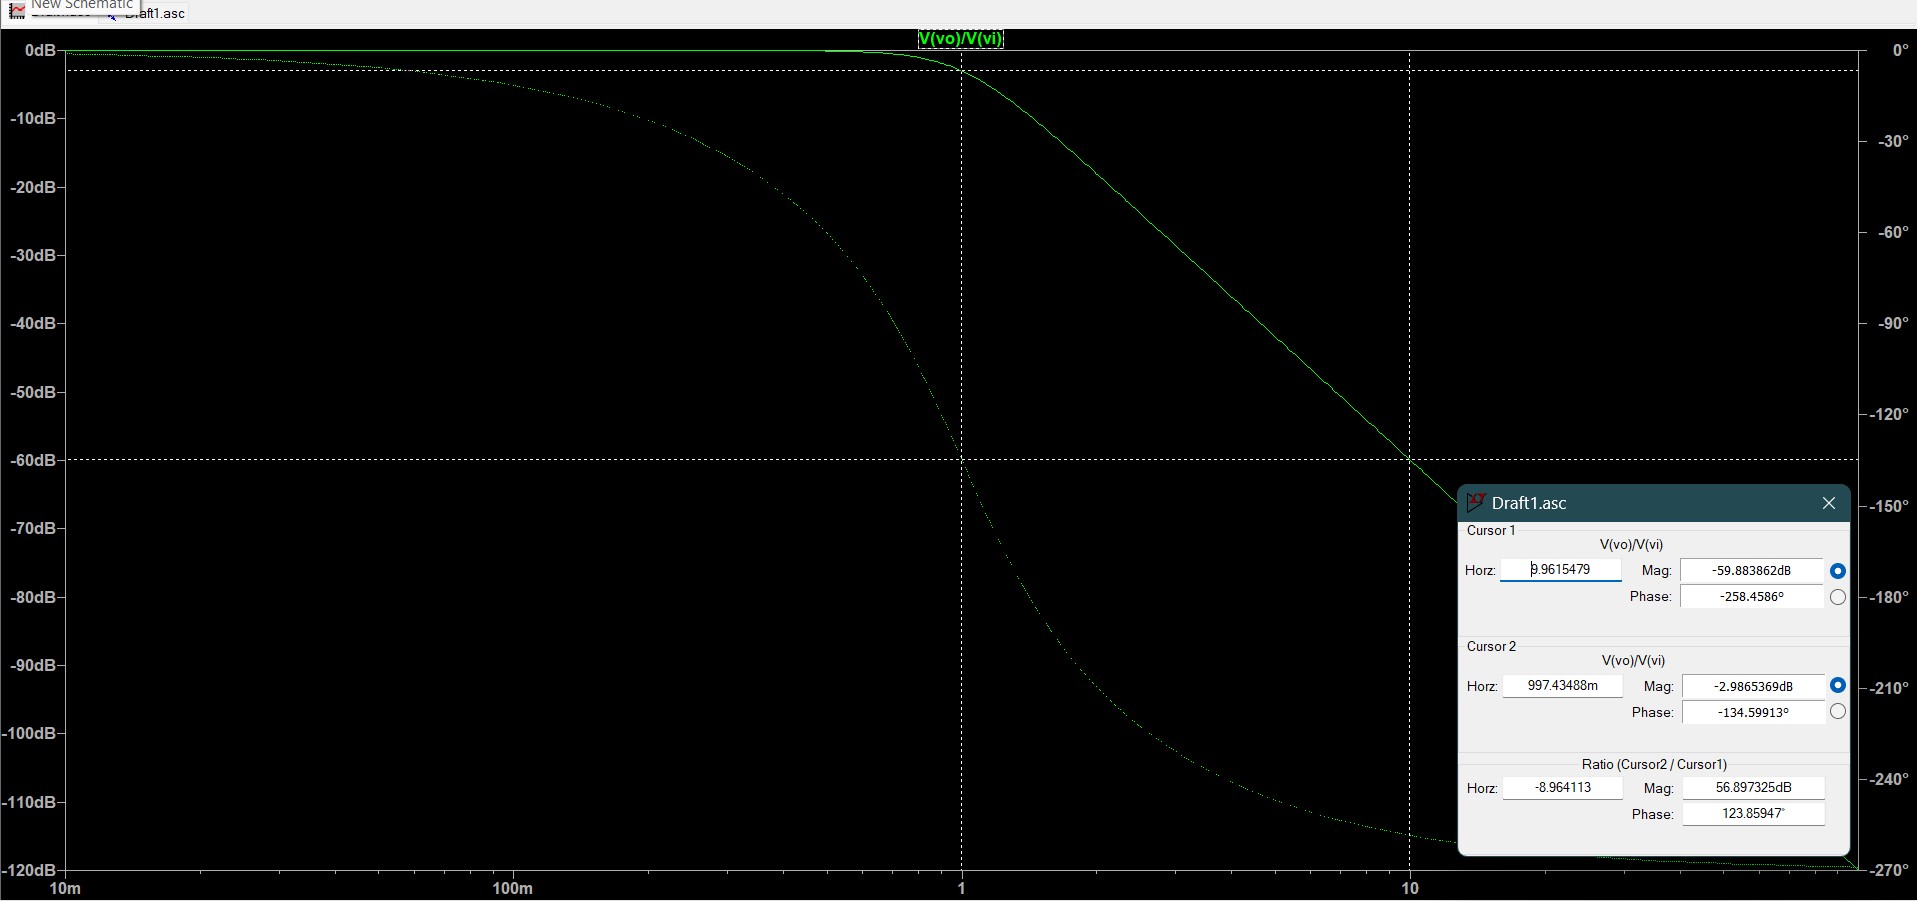 New Schematic
Draft1.asc
V(vo)/V(vi)
0dB
-10dB
-20dB
-30dB
-40dB
-50dB
-60dB
-70dB
-80dB
-90dB
-100dB
-110dB
-120dB
0°
-30°
-60°
-90°
-120°
-150°
-180°
-210°
-240°
-270°
10m 100m 1 10
Draft1.asc
Cursor 1
V(vo)/V(vi)
Horz: 9.9615479 Mag: -59.883862dB
Phase: -258.4586°
Cursor 2
V(vo)/V(vi)
Horz: 997.43488m Mag: -2.9865369dB
Phase: -134.59913°
Ratio (Cursor2 / Cursor1)
Horz: -8.964113 Mag: 56.897325dB
Phase: 123.85947°